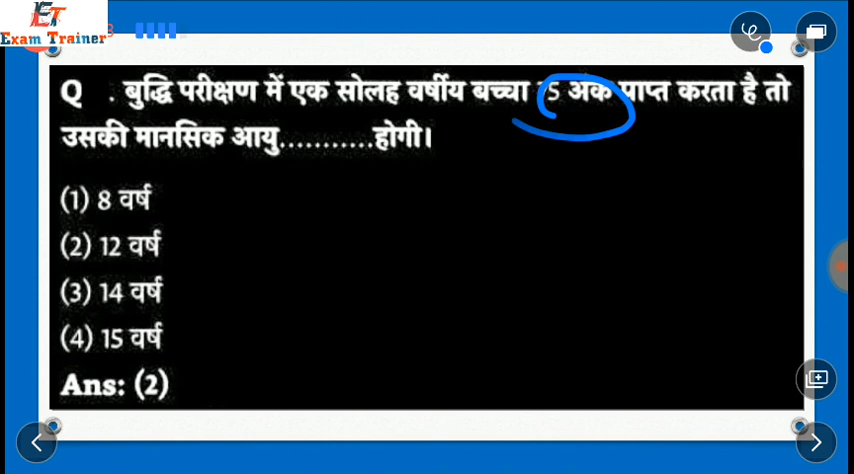 ET
Exam Trainer
Q . बुद्धि परीक्षण में एक सोलह वर्षीय बच्चा 5 अंक प्राप्त करता है तो
उसकी मानसिक आयु...........होगी।
(1) 8 वर्ष
(2) 12 वर्ष
(3) 14 वर्ष
(4) 15 वर्ष
Ans: (2)